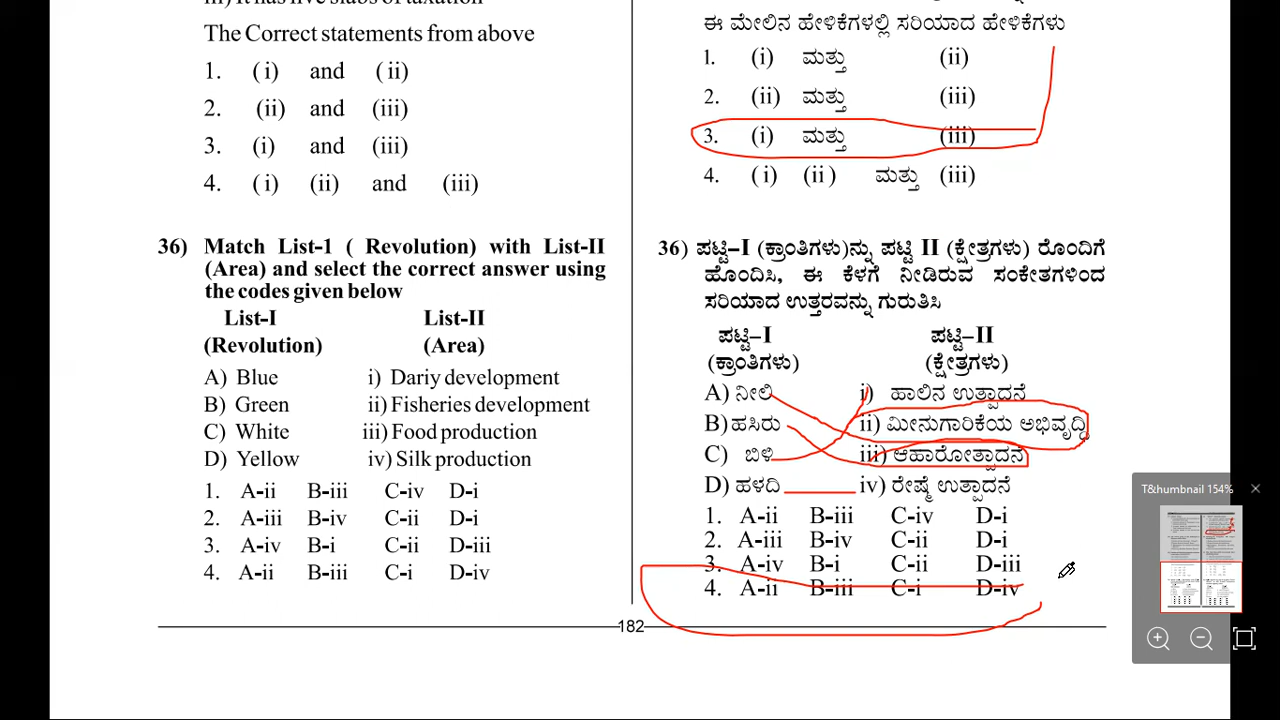 The Correct statements from above
1. (i) and (ii)
2. (ii) and (iii)
3. (i) and (iii)
4. (i) (ii) and (iii)
36) Match List-1 ( Revolution) with List-II
(Area) and select the correct answer using
the codes given below
List-I List-II
(Revolution) (Area)
A) Blue i) Dariy development
B) Green ii) Fisheries development
C) White iii) Food production
D) Yellow iv) Silk production
1. A-ii B-iii C-iv D-i
2. A-iii B-iv C-ii D-i
3. A-iv B-i C-ii D-iii
4. A-ii B-iii C-i D-iv
ಈ ಮೇಲಿನ ಹೇಳಿಕೆಗಳಲ್ಲಿ ಸರಿಯಾದ ಹೇಳಿಕೆಗಳು
1. (i) ಮತ್ತು (ii)
2. (ii) ಮತ್ತು (iii)
3. (i) ಮತ್ತು (iii)
4. (i) (ii) ಮತ್ತು (iii)
36) ಪಟ್ಟಿ–I (ಕ್ರಾಂತಿಗಳು)ನ್ನು ಪಟ್ಟಿ II (ಕ್ಷೇತ್ರಗಳು) ರೊಂದಿಗೆ
ಹೊಂದಿಸಿ, ಈ ಕೆಳಗೆ ನೀಡಿರುವ ಸಂಕೇತಗಳಿಂದ
ಸರಿಯಾದ ಉತ್ತರವನ್ನು ಗುರುತಿಸಿ
ಪಟ್ಟಿ–I ಪಟ್ಟಿ–II
(ಕ್ರಾಂತಿಗಳು) (ಕ್ಷೇತ್ರಗಳು)
A) ನೀಲಿ i) ಹಾಲಿನ ಉತ್ಪಾದನೆ
B) ಹಸಿರು ii) ಮೀನುಗಾರಿಕೆಯ ಅಭಿವೃದ್ಧಿ
C) ಬಿಳಿ iii) ಆಹಾರೋತ್ಪಾದನೆ
D) ಹಳದಿ iv) ರೇಷ್ಮೆ ಉತ್ಪಾದನೆ
1. A-ii B-iii C-iv D-i
2. A-iii B-iv C-ii D-i
3. A-iv B-i C-ii D-iii
4. A-ii B-iii C-i D-iv
182
T&humbnail 154%